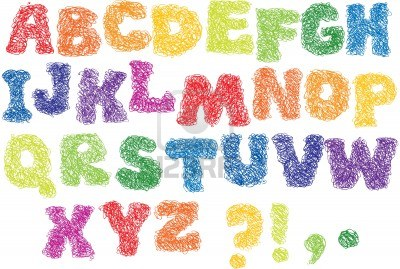 ABCDEFGH
IJKLMNOP
QRSTUVW
XYZ?!,.